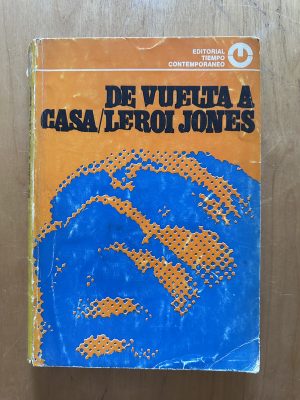 EDITORIAL
TIEMPO
CONTEMPORANEO
DE VUELTA A
CASA/LEROI JONES